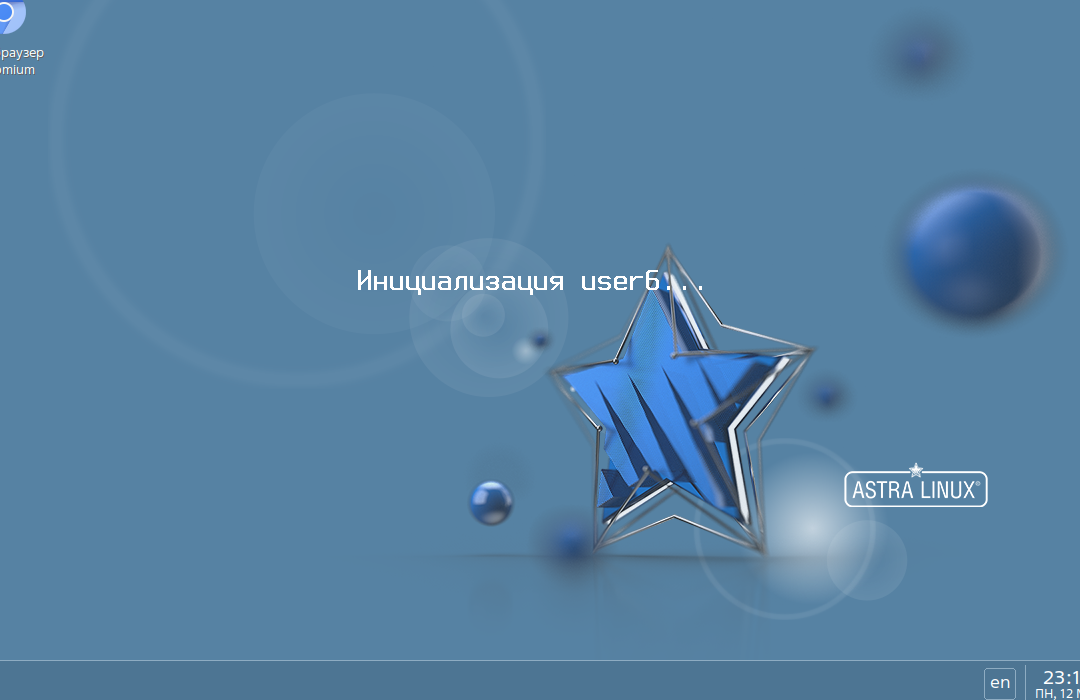 раузер
omium
Инициализация user6...
ASTRA LINUX®
en
23:1
ПН, 12 М